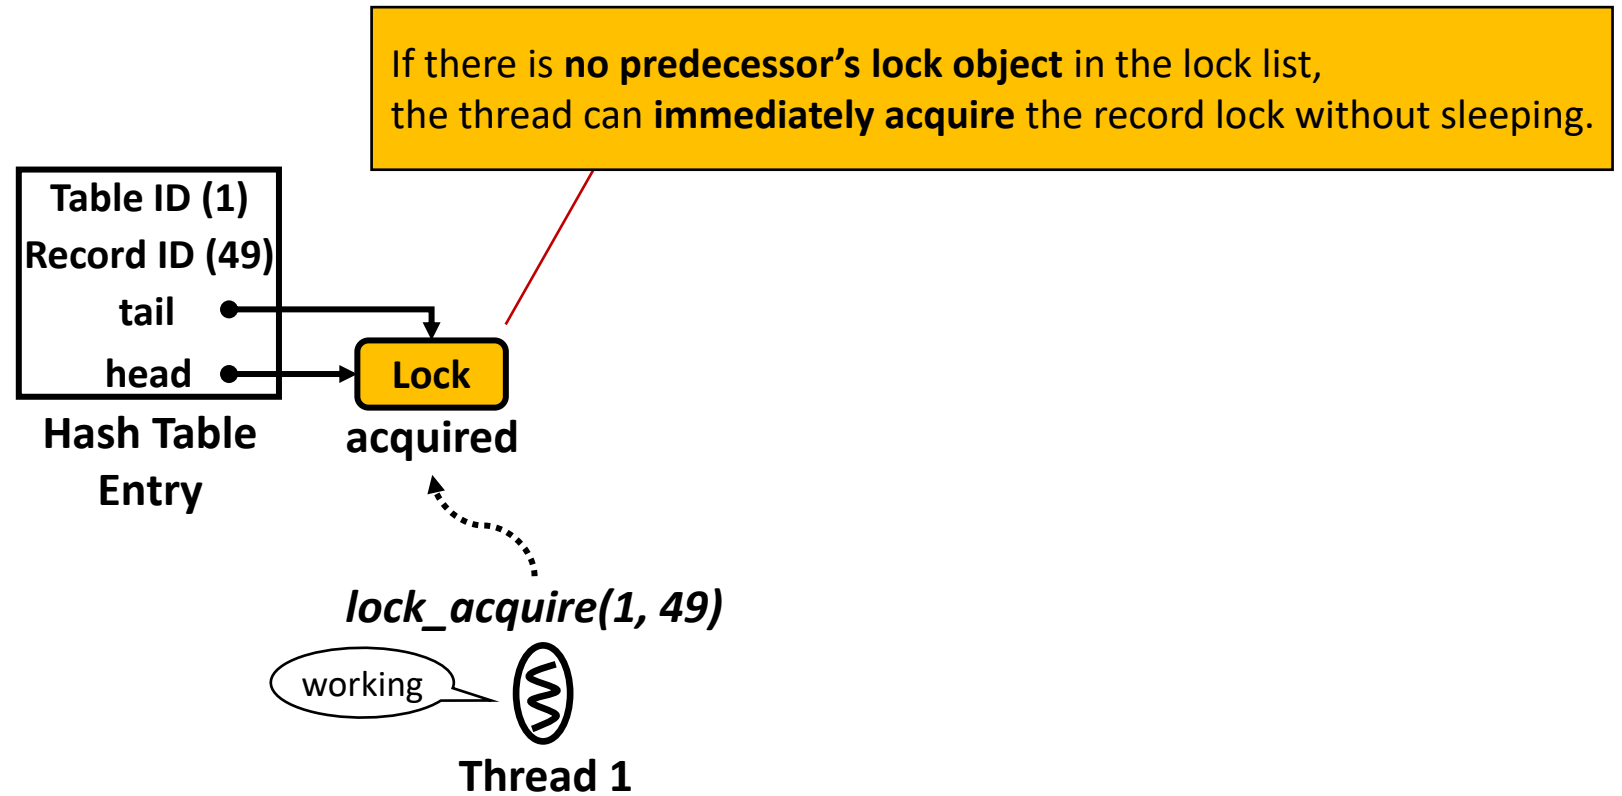 If there is no predecessor’s lock object in the lock list,
the thread can immediately acquire the record lock without sleeping.
Table ID (1)
Record ID (49)
tail
head
Lock
Hash Table
Entry
acquired
lock_acquire(1, 49)
working
Thread 1